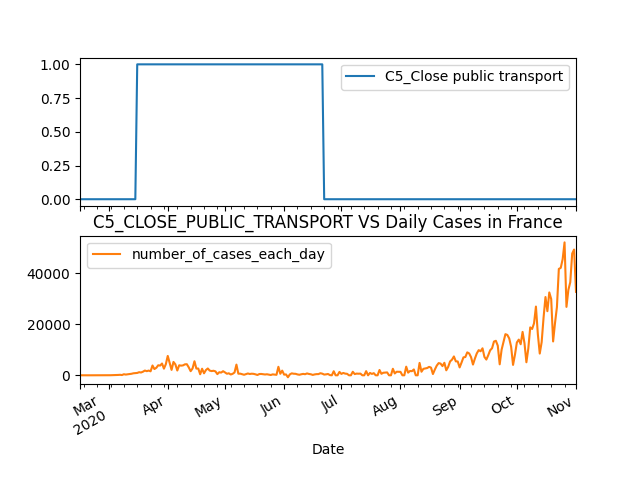 1.00
0.75
0.50
0.25
0.00
C5_Close public transport
C5_CLOSE_PUBLIC_TRANSPORT VS Daily Cases in France
40000
20000
0
number_of_cases_each_day
Mar
2020
Apr
May
Jun
Jul
Aug
Sep
Oct
Nov
Date